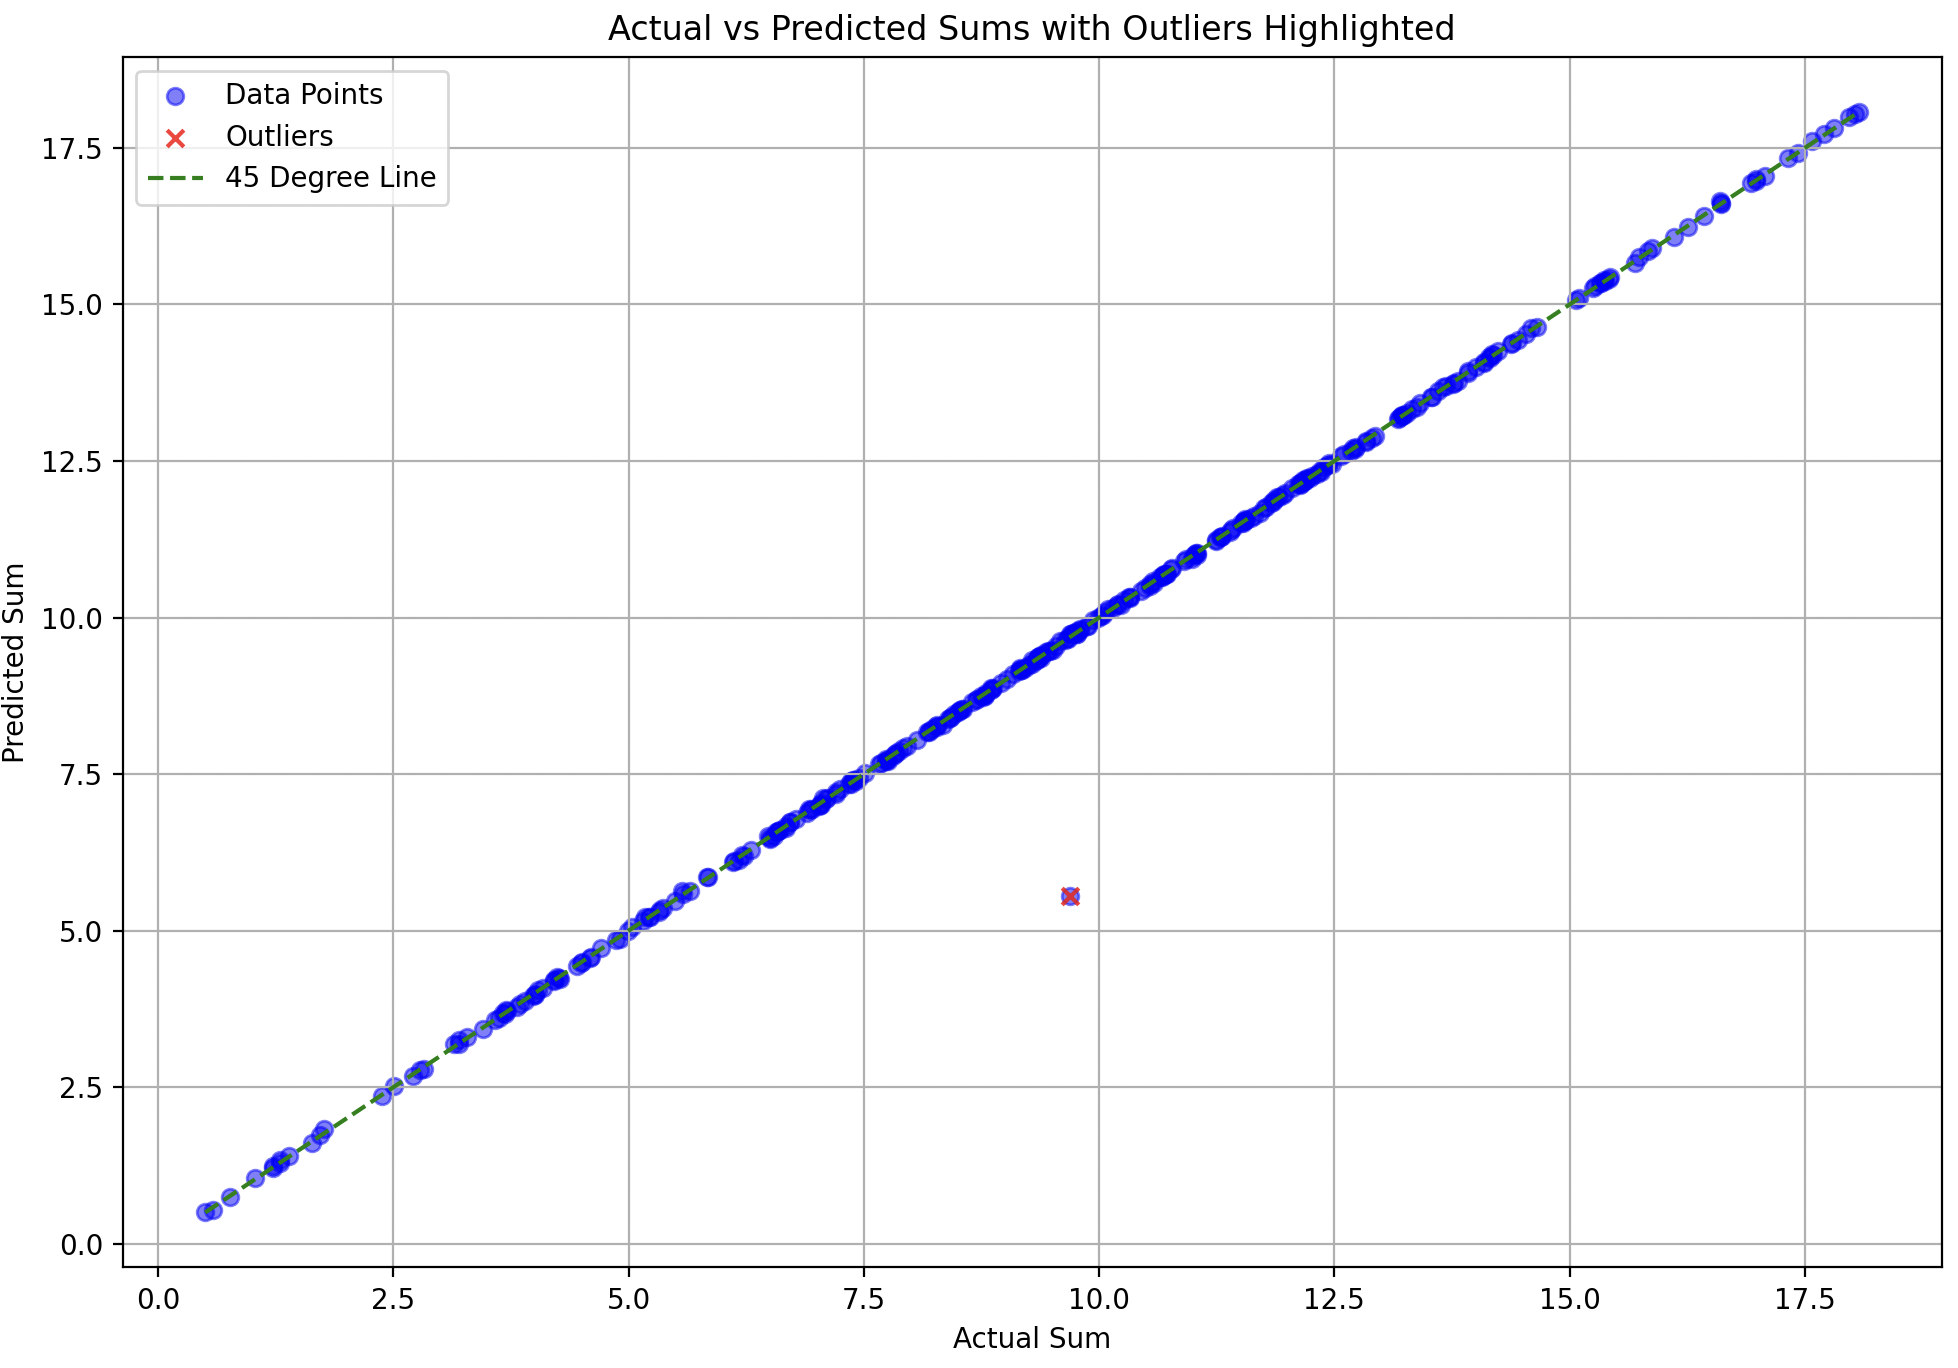 Actual vs Predicted Sums with Outliers Highlighted
Data Points
Outliers
45 Degree Line
Predicted Sum
17.5
15.0
12.5
10.0
7.5
5.0
2.5
0.0
0.0 2.5 5.0 7.5 10.0 12.5 15.0 17.5
Actual Sum